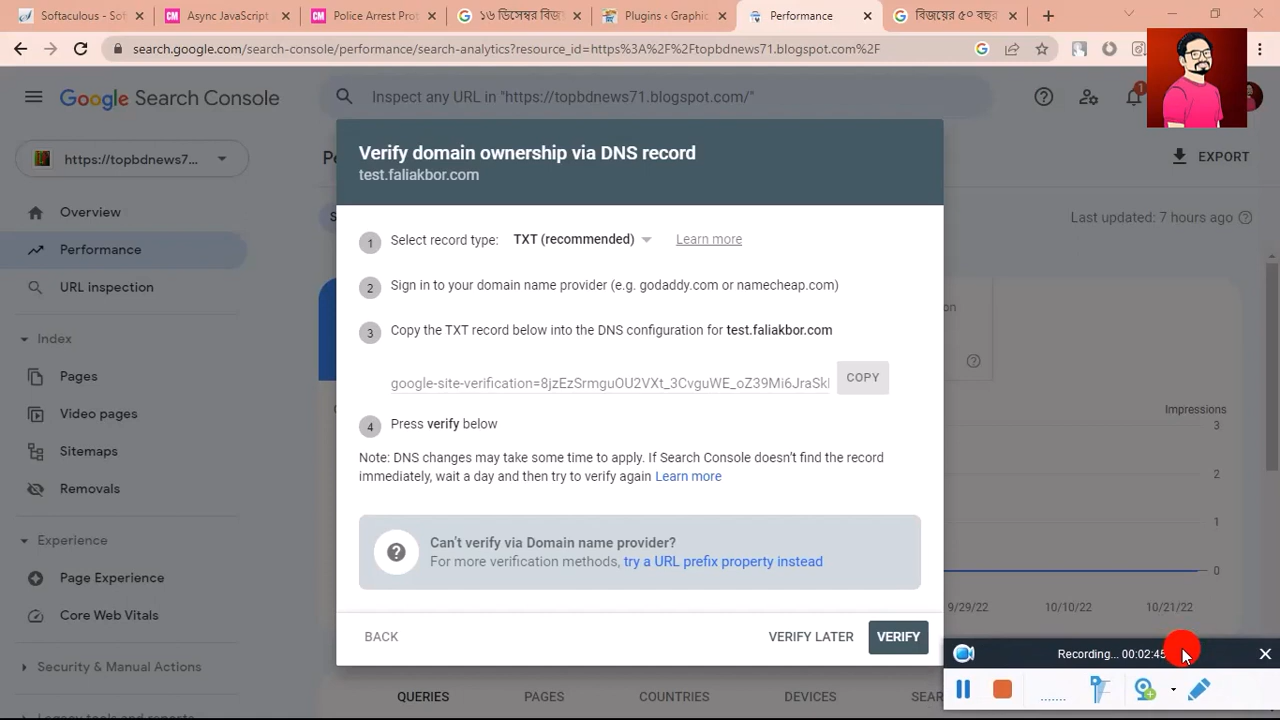 Softaculous - Soft
Async JavaScript
Police Arrest Pro
১৬ ডিসেম্বর বিজ
Plugins ‹ Graphic
Performance
বিজয়ের ৫০ বছর
search.google.com/search-console/performance/search-analytics?resource_id=https%3A%2F%2Ftopbdnews71.blogspot.com%2F
Google Search Console
Inspect any URL in "https://topbdnews71.blogspot.com/"
1
https://topbdnews7...
EXPORT
Overview
Performance
URL inspection
Index
Pages
Video pages
Sitemaps
Removals
Experience
Page Experience
Core Web Vitals
Security & Manual Actions
Last updated: 7 hours ago
Verify domain ownership via DNS record
test.faliakbor.com
1 Select record type: TXT (recommended) Learn more
2 Sign in to your domain name provider (e.g. godaddy.com or namecheap.com)
3 Copy the TXT record below into the DNS configuration for test.faliakbor.com
google-site-verification=8jzEzSrmguOU2VXt_3CvguWE_oZ39Mi6JraSk COPY
4 Press verify below
Note: DNS changes may take some time to apply. If Search Console doesn't find the record
immediately, wait a day and then try to verify again Learn more
Can't verify via Domain name provider?
For more verification methods, try a URL prefix property instead
BACK VERIFY LATER VERIFY
on
Impressions
3
2
1
0
9/29/22 10/10/22 10/21/22
Recording... 00:02:45
QUERIES PAGES COUNTRIES DEVICES SEAR